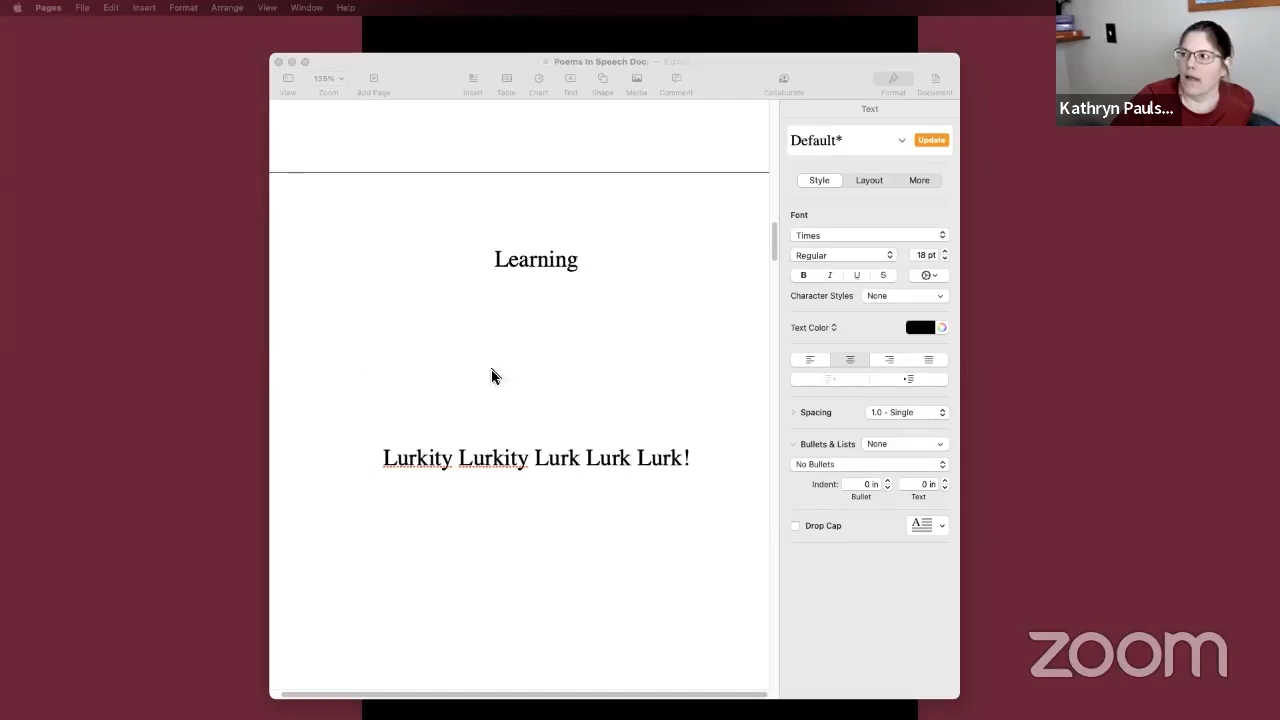 Pages File Edit Insert Format Arrange View Window Help
Poems In Speech Doc.
125%
View Zoom Add Page Insert Table Chart Text Shape Media Comment Collaborate Format Document
Kathryn Pauls...
Text
Default* Update
Style Layout More
Font
Times
Regular 18 pt
B I U S
Character Styles None
Text Color
Spacing 1.0 - Single
Bullets & Lists None
No Bullets
Indent: 0 in 0 in
Bullet Text
Drop Cap
Learning
Lurkity Lurkity Lurk Lurk Lurk!
zoom